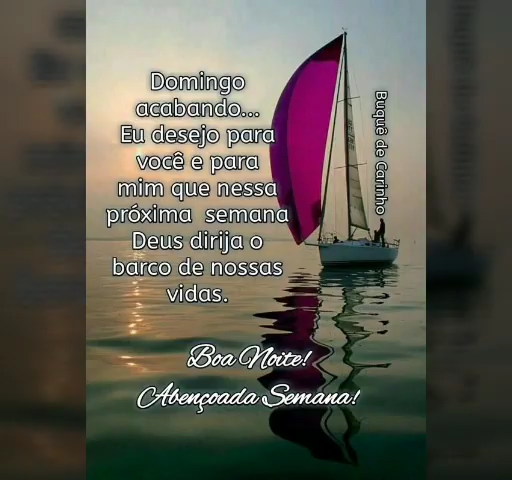 Domingo
acabando...
Eu desejo para
você e para
mim que nessa
próxima semana
Deus dirija o
barco de nossas
vidas.
Buquê de Carinho
Boa Noite!
Abençoada Semana!